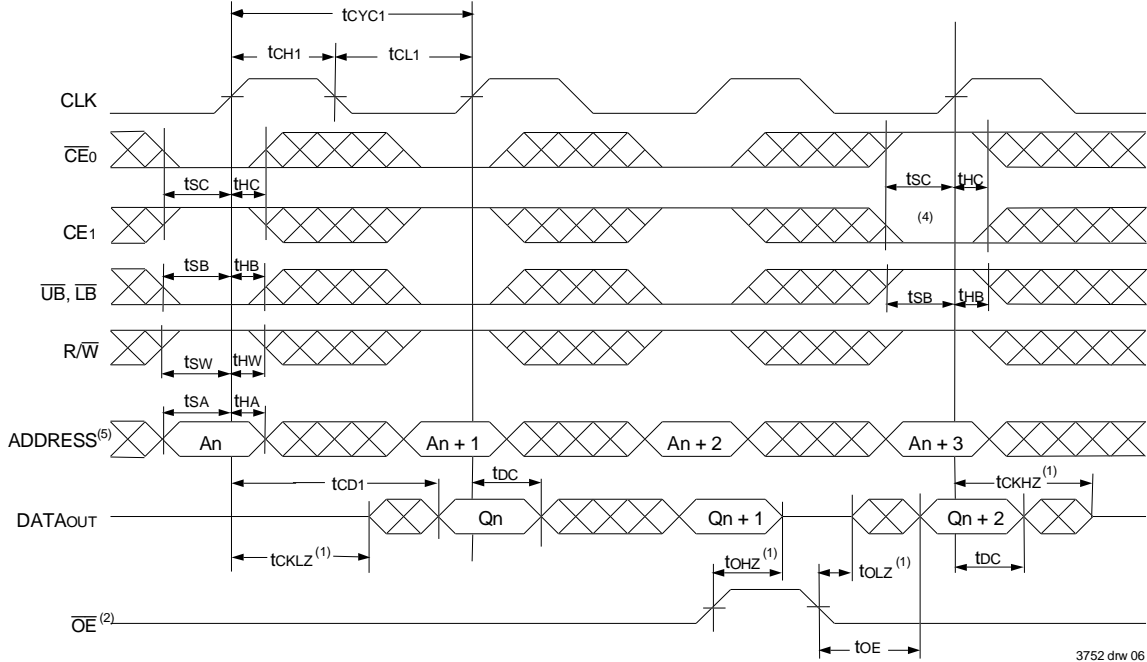 tCYC1
tCH1 tCL1
CLK
CE0
tSC tHC tSC tHC
CE1 (4)
tSB tHB
UB, LB tSB tHB
R/W
tSW tHW
tSA tHA
ADDRESS(5) An An + 1 An + 2 An + 3
tCD1 tDC tCKHZ(1)
DATAOUT Qn Qn + 1 Qn + 2
tCKLZ(1) tOHZ(1) tOLZ(1) tDC
OE(2)
tOE
3752 drw 06